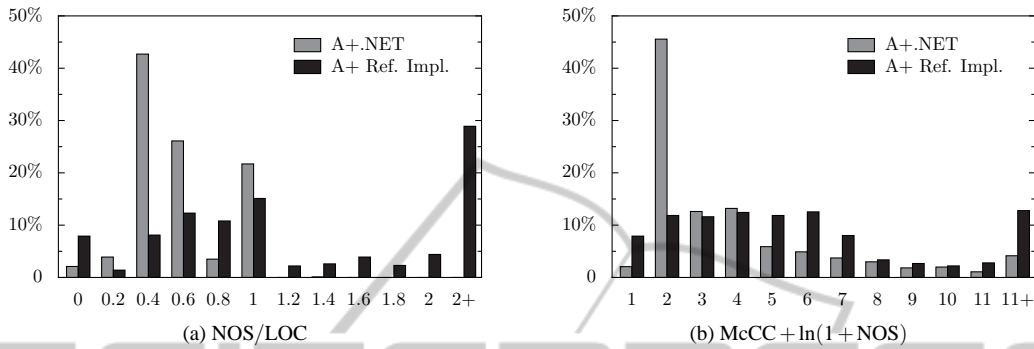 50%
40%
30%
20%
10%
0
A+.NET
A+ Ref. Impl.
0 0.2 0.4 0.6 0.8 1 1.2 1.4 1.6 1.8 2 2+
(a) NOS/LOC
50%
40%
30%
20%
10%
0
A+.NET
A+ Ref. Impl.
1 2 3 4 5 6 7 8 9 10 11 11+
(b) McCC + ln(1 + NOS)